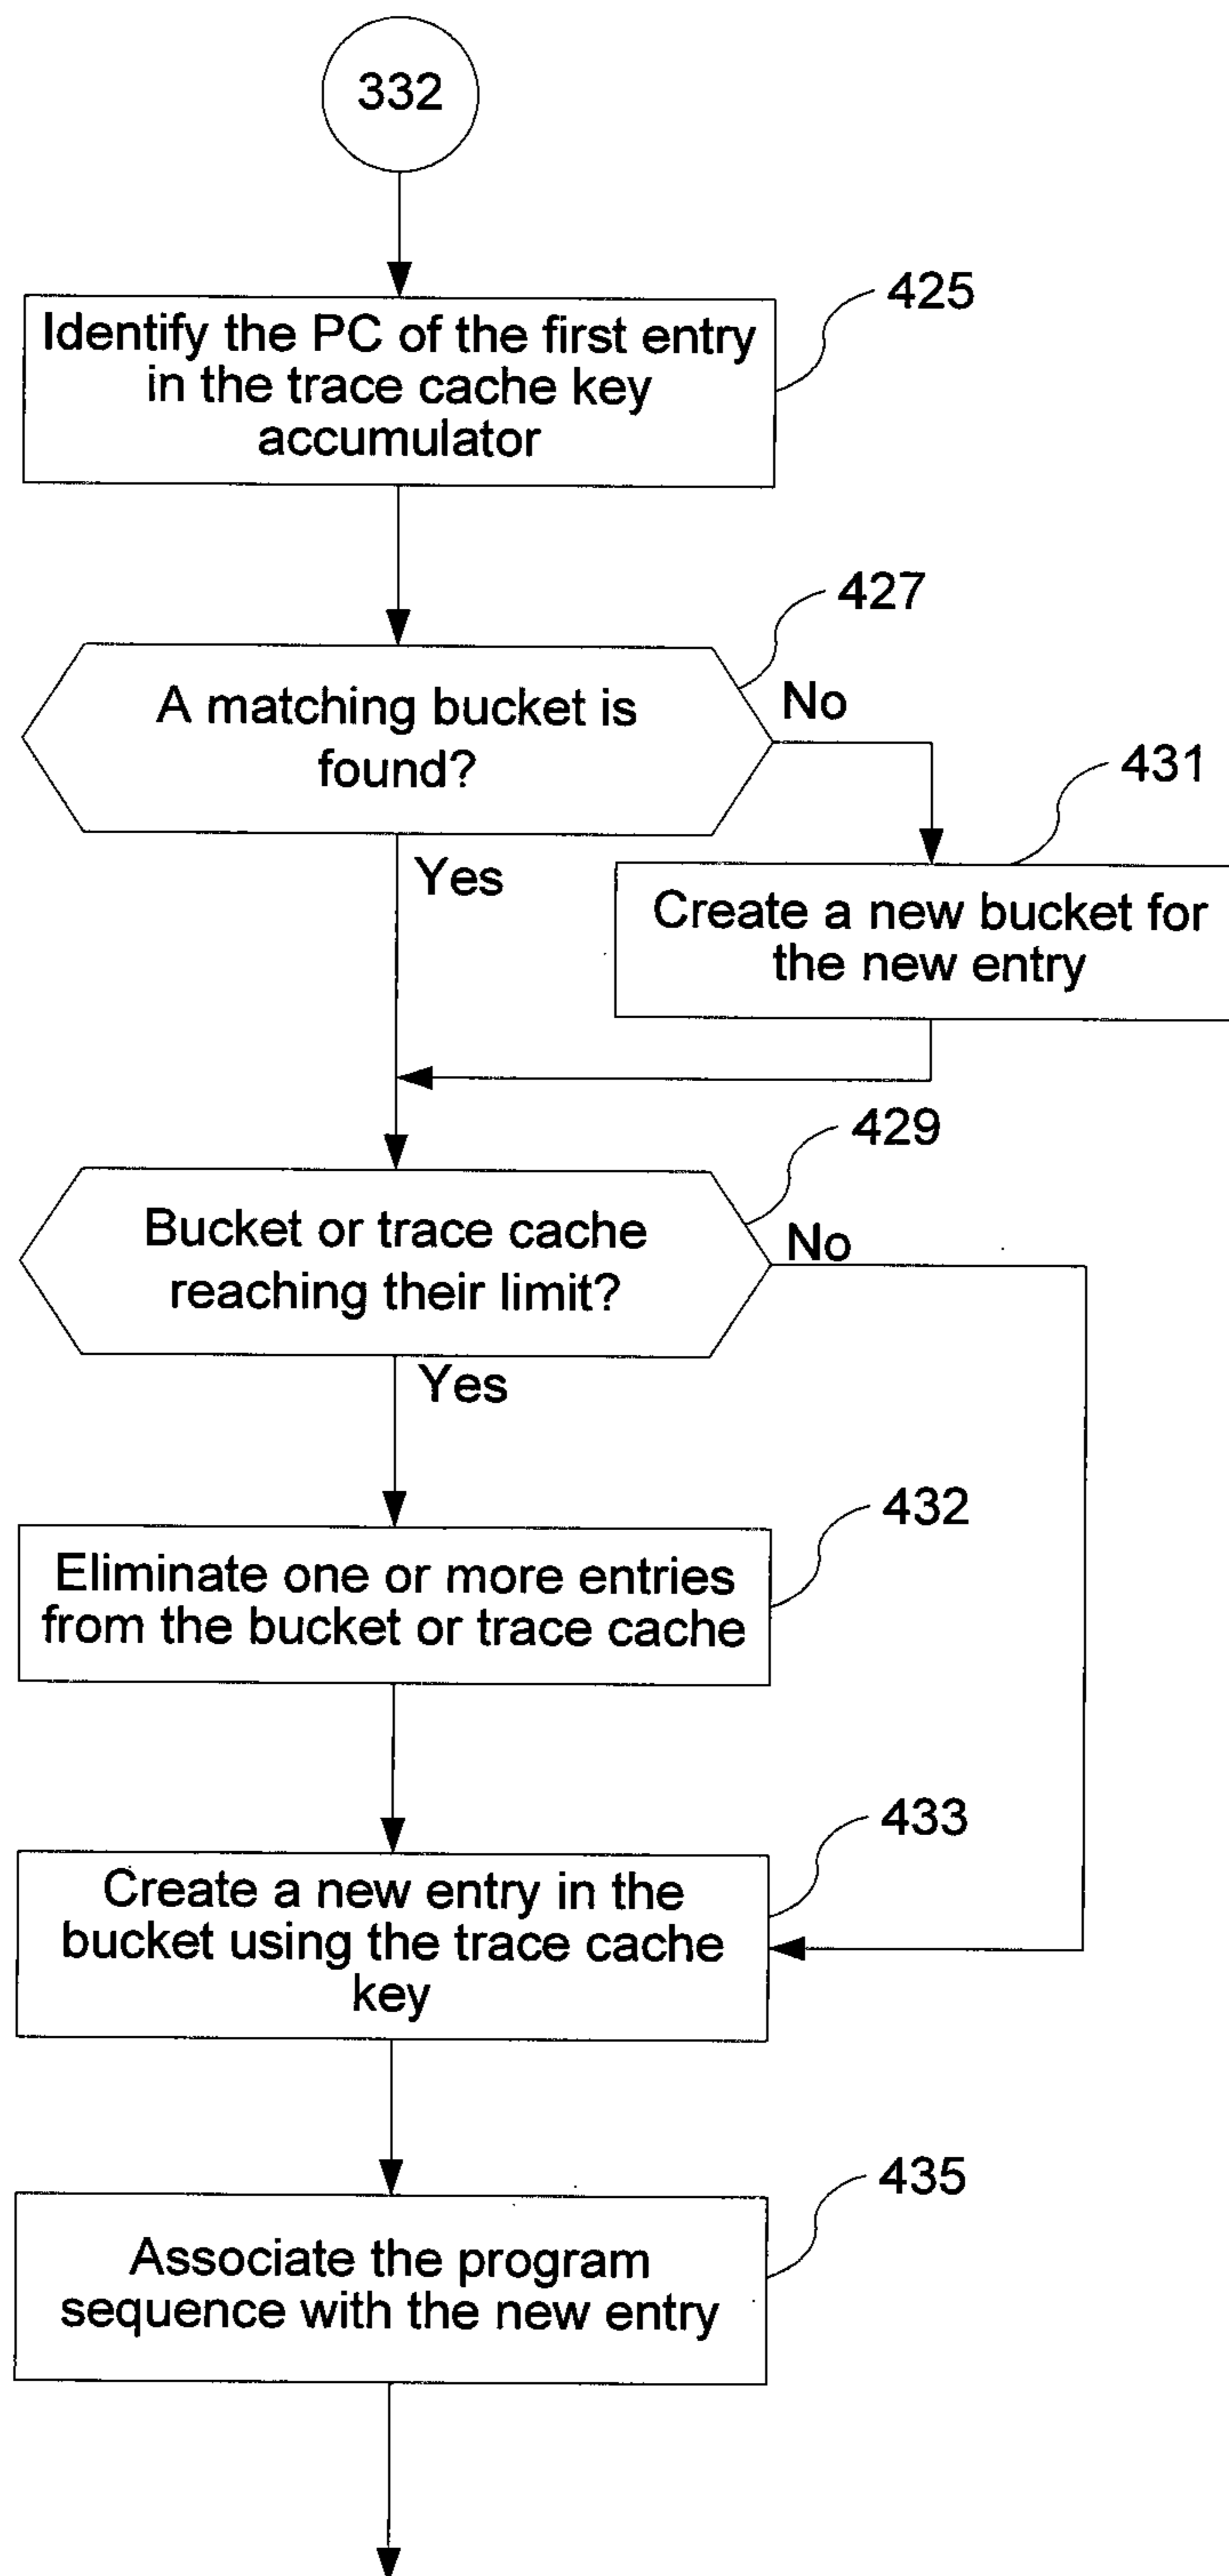 332
425
Identify the PC of the first entry
in the trace cache key
accumulator
427
A matching bucket is
found?
No
431
Yes
Create a new bucket for
the new entry
429
Bucket or trace cache
reaching their limit?
No
Yes
432
Eliminate one or more entries
from the bucket or trace cache
433
Create a new entry in the
bucket using the trace cache
key
435
Associate the program
sequence with the new entry